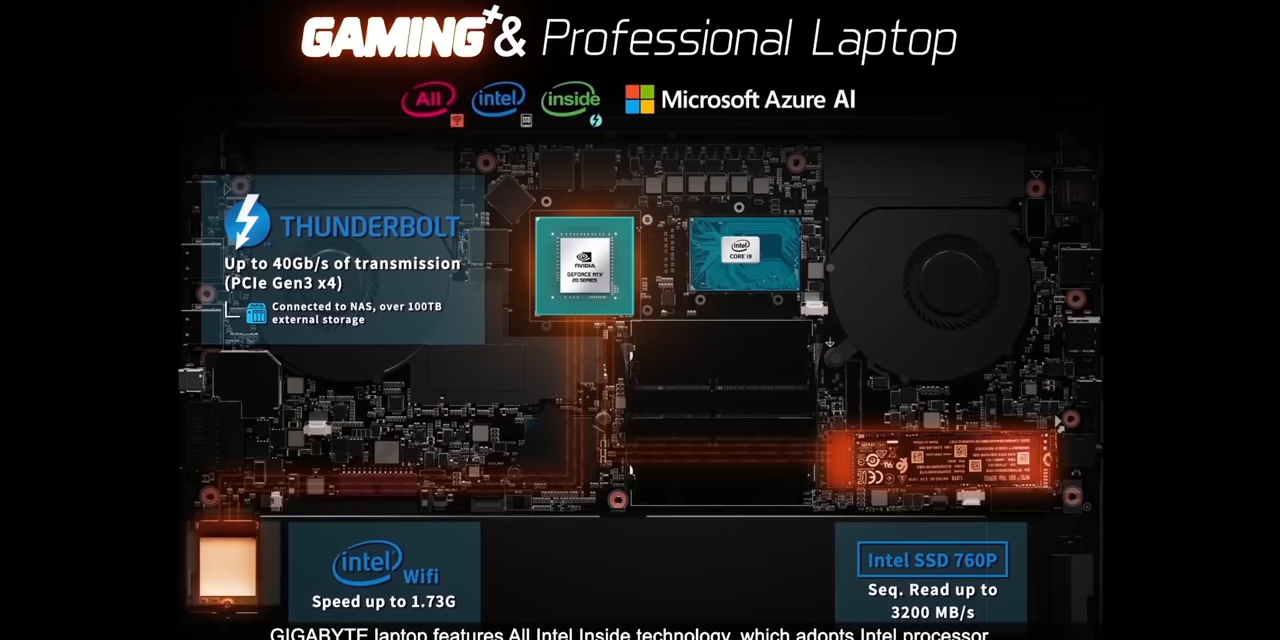 GAMING+ & Professional Laptop
All intel inside Microsoft Azure AI
SSD
THUNDERBOLT™
Up to 40Gb/s of transmission
(PCIe Gen3 x4)
Connected to NAS, over 100TB
external storage
NVIDIA
GEFORCE RTX
20 SERIES
intel
CORE i9
intel Wifi
Speed up to 1.73G
Intel SSD 760P
Seq. Read up to
3200 MB/s
GIGABYTE laptop features All Intel Inside technology, which adopts Intel processor